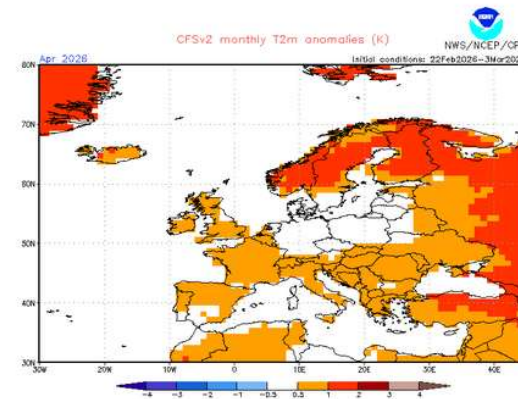 CFSv2 monthly T2m anomalies (K)
NWS/NCEP/CP
Apr 2026
Initial conditions: 22Feb2026-3Mar202
80N
70N
60N
50N
40N
30N
30W 20W 10W 0 10E 20E 30E 40E
-4 -3 -2 -1 -0.5 0.5 1 2 3 4